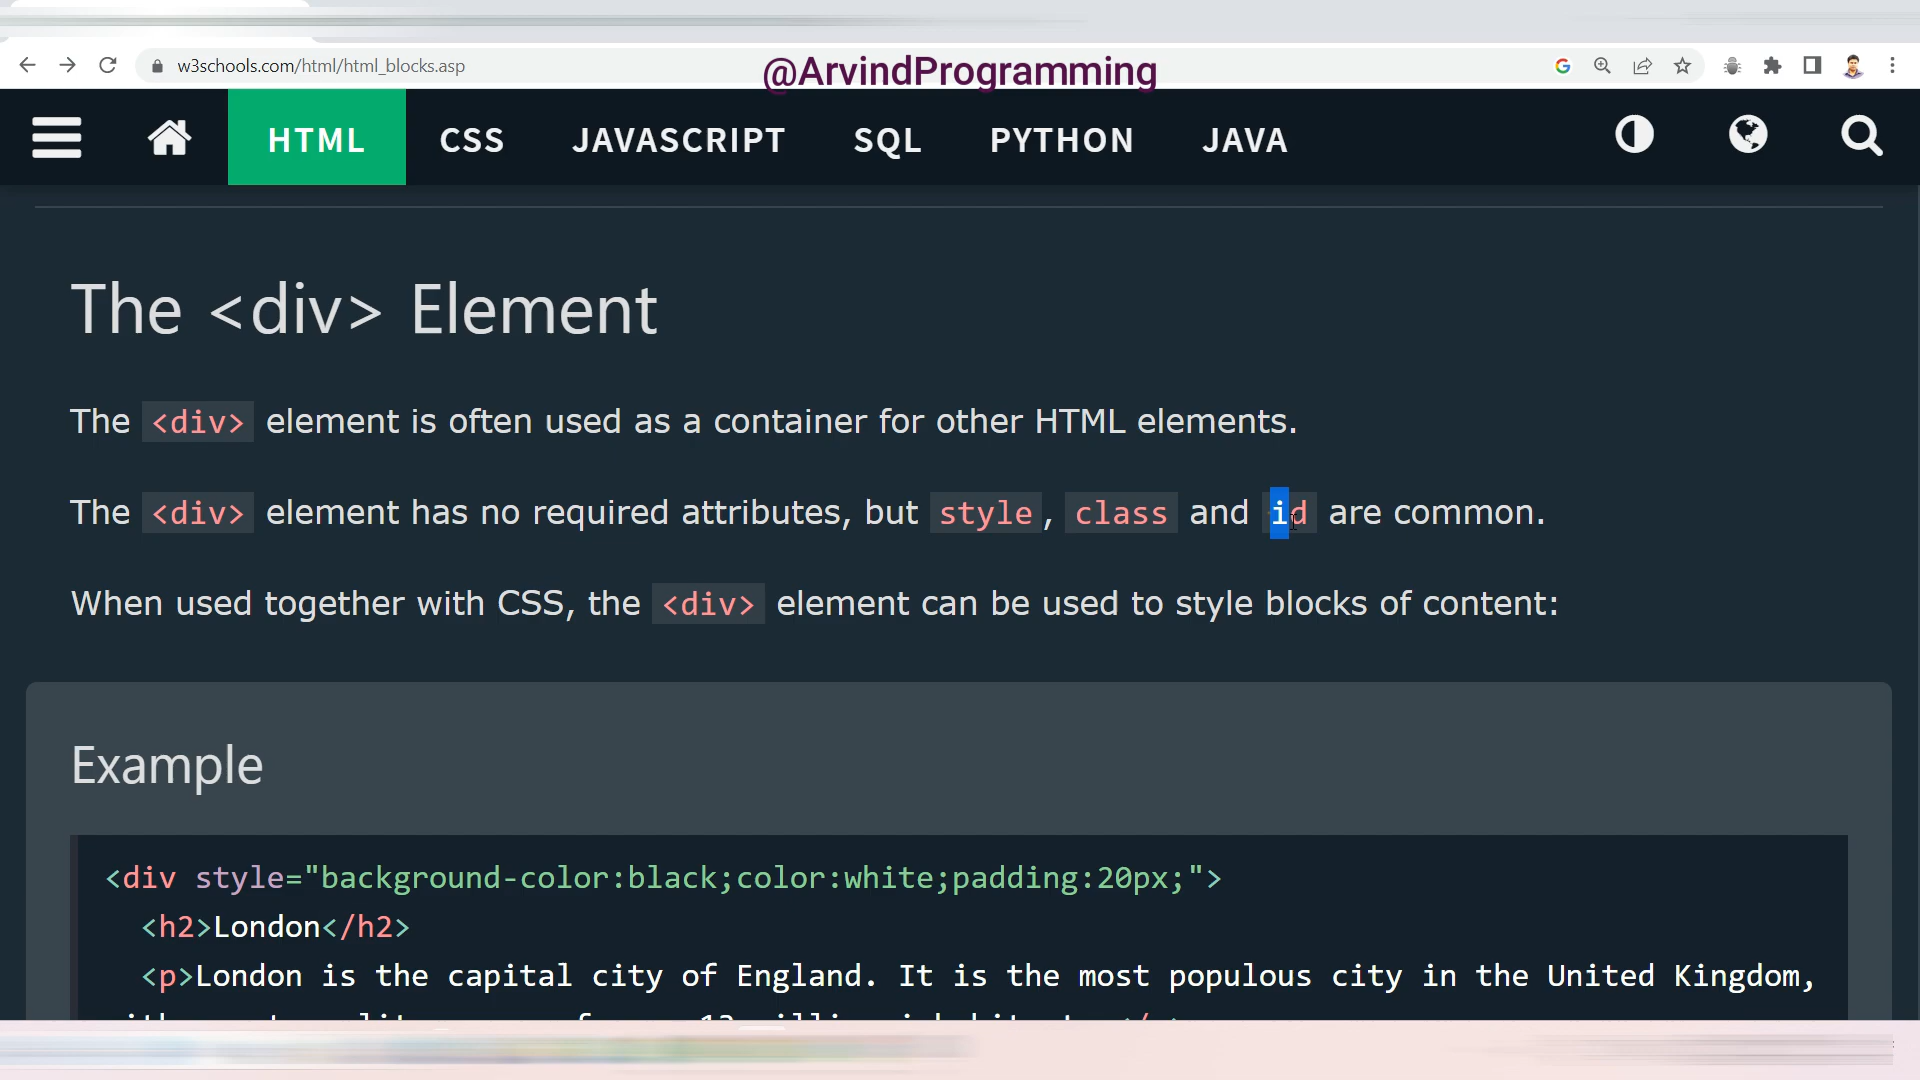 w3schools.com/html/html_blocks.asp
@ArvindProgramming
HTML CSS JAVASCRIPT SQL PYTHON JAVA
The <div> Element
The <div> element is often used as a container for other HTML elements.
The <div> element has no required attributes, but style, class and id are common.
When used together with CSS, the <div> element can be used to style blocks of content:
Example
<div style="background-color:black;color:white;padding:20px;">
<h2>London</h2>
<p>London is the capital city of England. It is the most populous city in the United Kingdom,